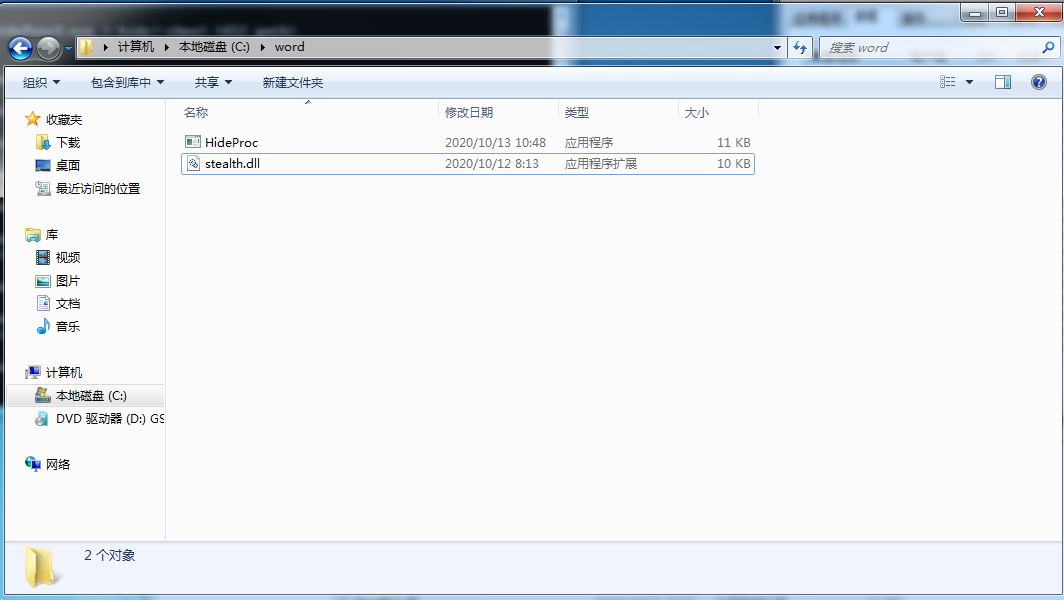 计算机 本地磁盘 (C:) word
搜索 word
组织 包含到库中 共享 新建文件夹
收藏夹
下载
桌面
最近访问的位置
库
视频
图片
文档
音乐
计算机
本地磁盘 (C:)
DVD 驱动器 (D:) GS
网络
名称 修改日期 类型 大小
HideProc 2020/10/13 10:48 应用程序 11 KB
stealth.dll 2020/10/12 8:13 应用程序扩展 10 KB
2 个对象